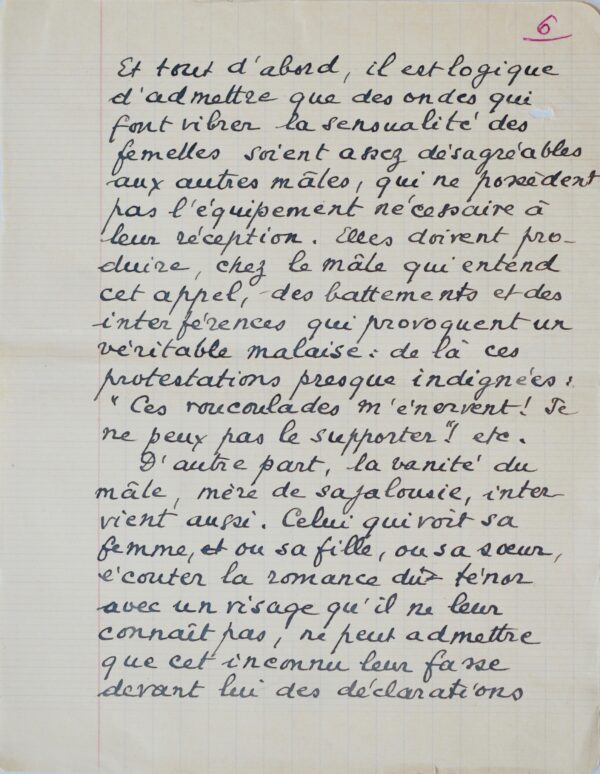 6
Et tout d'abord, il est logique
d'admettre que des ondes qui
font vibrer la sensualité des
femelles soient assez désagréables
aux autres mâles, qui ne possèdent
pas l'équipement nécessaire à
leur réception. Elles doivent pro-
duire, chez le mâle qui entend
cet appel, des battements et des
interférences qui provoquent un
véritable malaise : de là ces
protestations presque indignées :
"Ces roucoulades m'énervent ! Je
ne peux pas le supporter" ! etc.
D'autre part, la vanité du
mâle, mère de sa jalousie, inter-
vient aussi. Celui qui voit sa
femme, et ou sa fille, ou sa sœur,
écouter la romance du ténor
avec un visage qu'il ne leur
connaît pas, ne peut admettre
que cet inconnu leur fasse
devant lui des déclarations